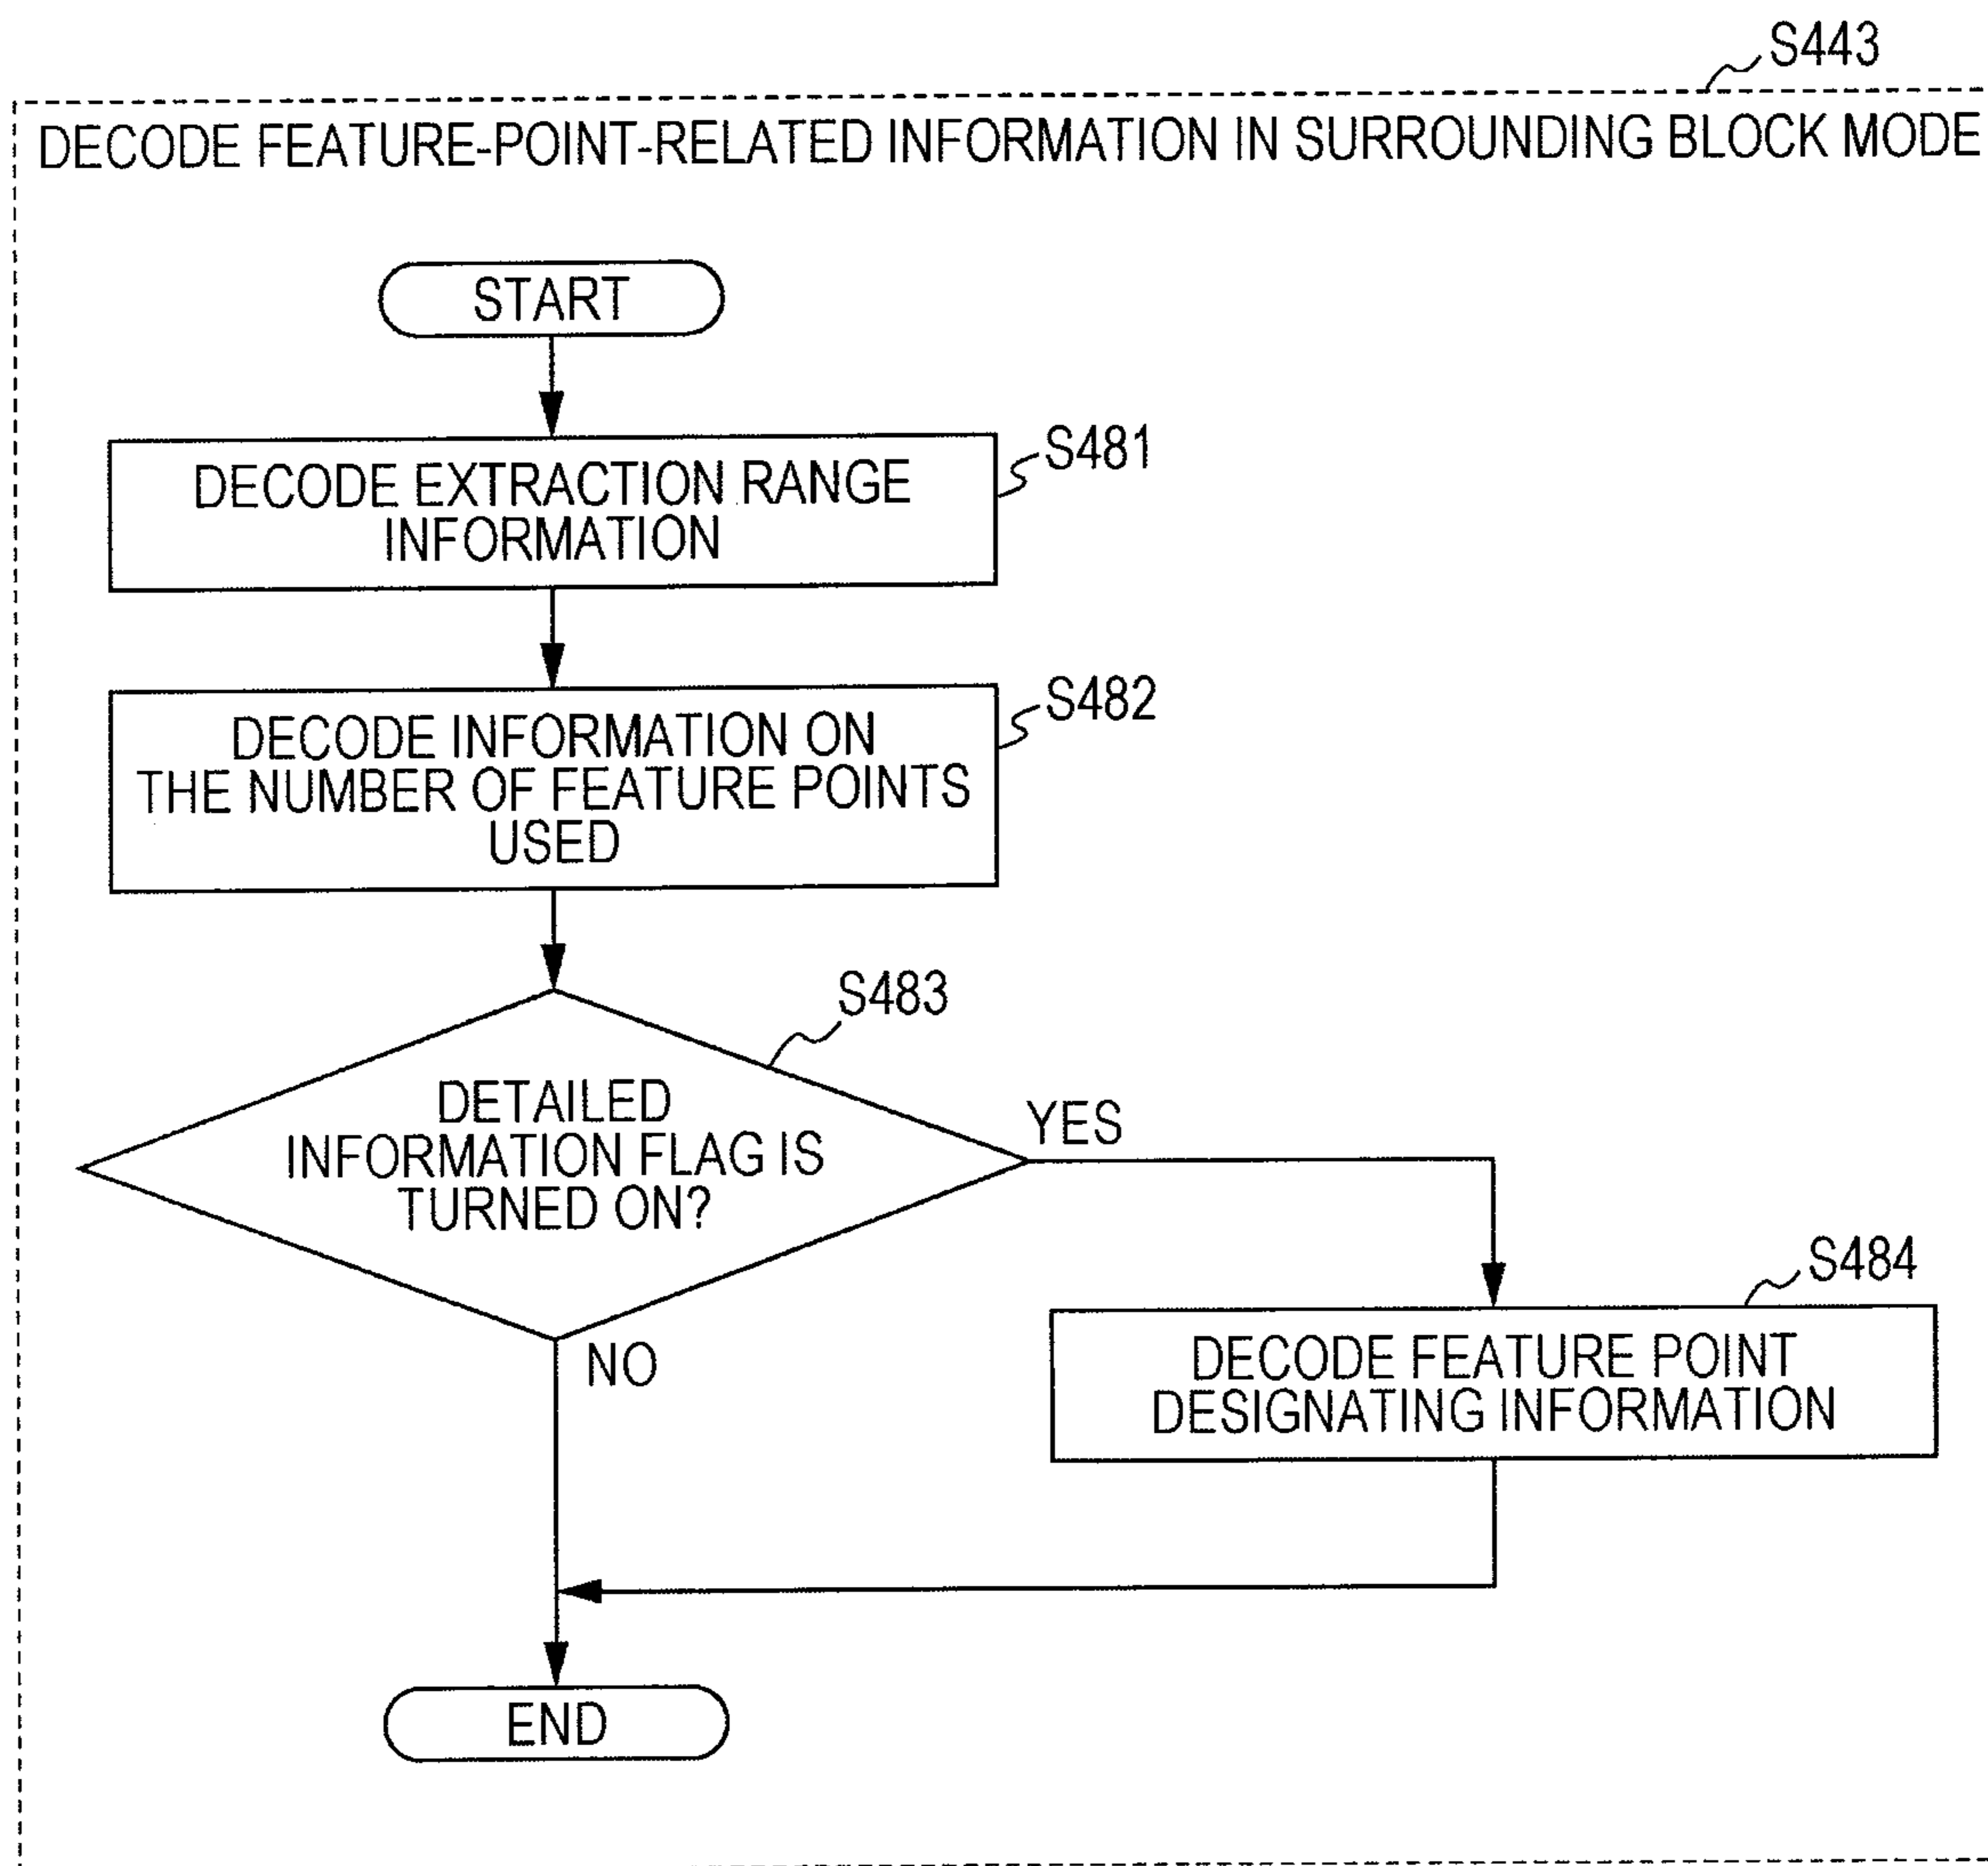 S443
DECODE FEATURE-POINT-RELATED INFORMATION IN SURROUNDING BLOCK MODE
START
S481
DECODE EXTRACTION RANGE
INFORMATION
S482
DECODE INFORMATION ON
THE NUMBER OF FEATURE POINTS
USED
S483
DETAILED
INFORMATION FLAG IS
TURNED ON?
YES
NO
S484
DECODE FEATURE POINT
DESIGNATING INFORMATION
END